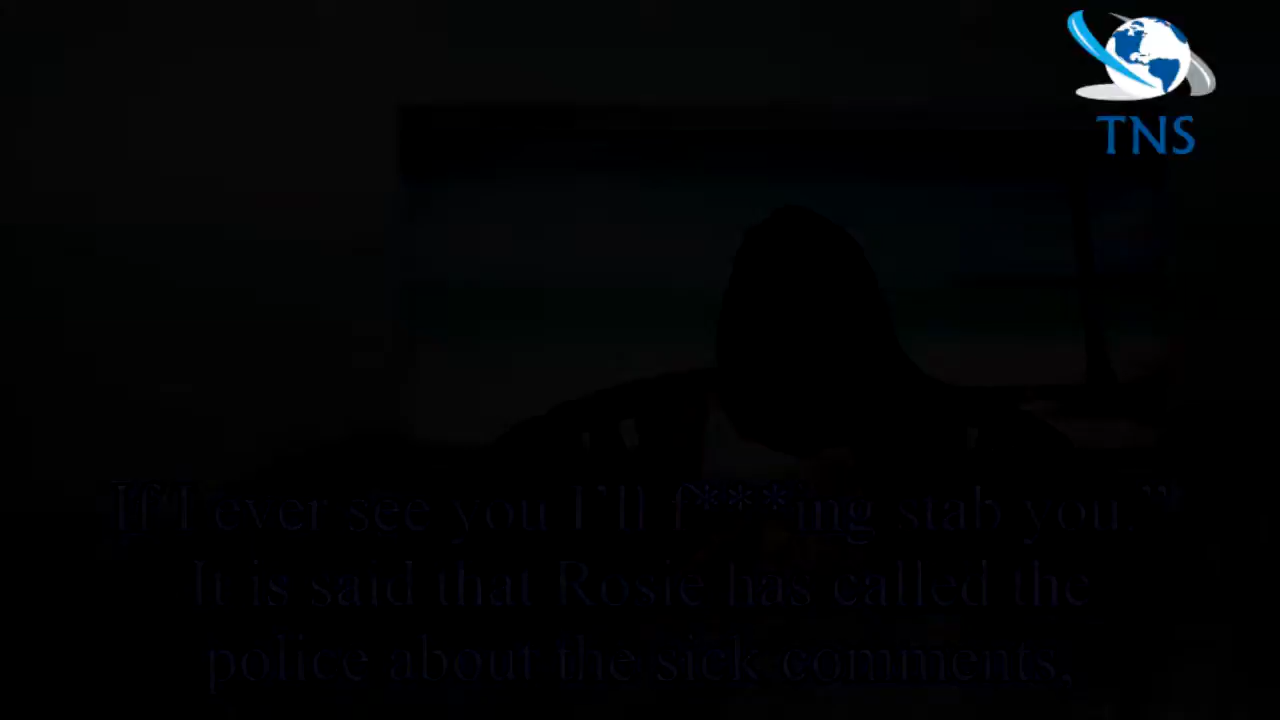 TNS
If I ever see you I'll f***ing stab you.”
It is said that Rosie has called the
police about the sick comments,